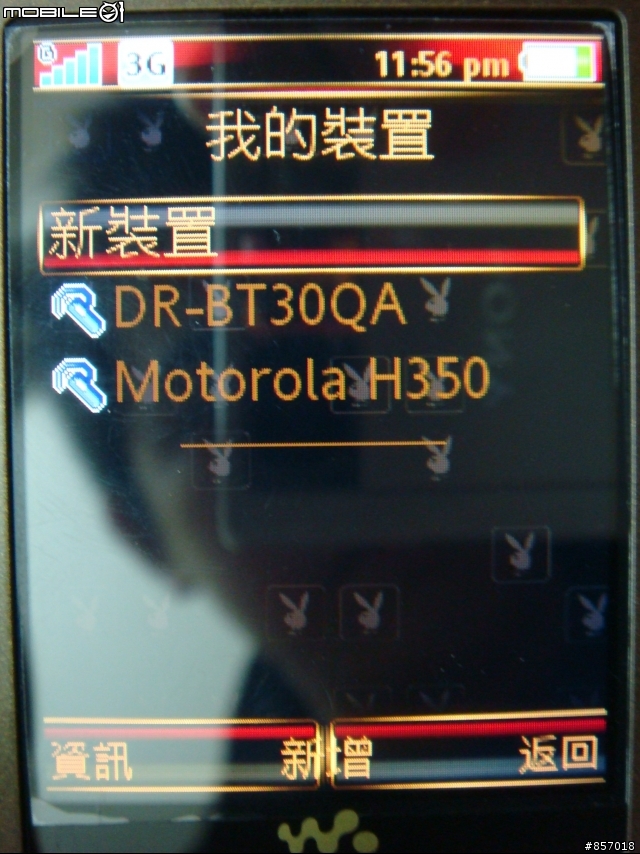 MOBILE01
3G 11:56 pm
我的裝置
新裝置
DR-BT30QA
Motorola H350
資訊 新增 返回
#857018